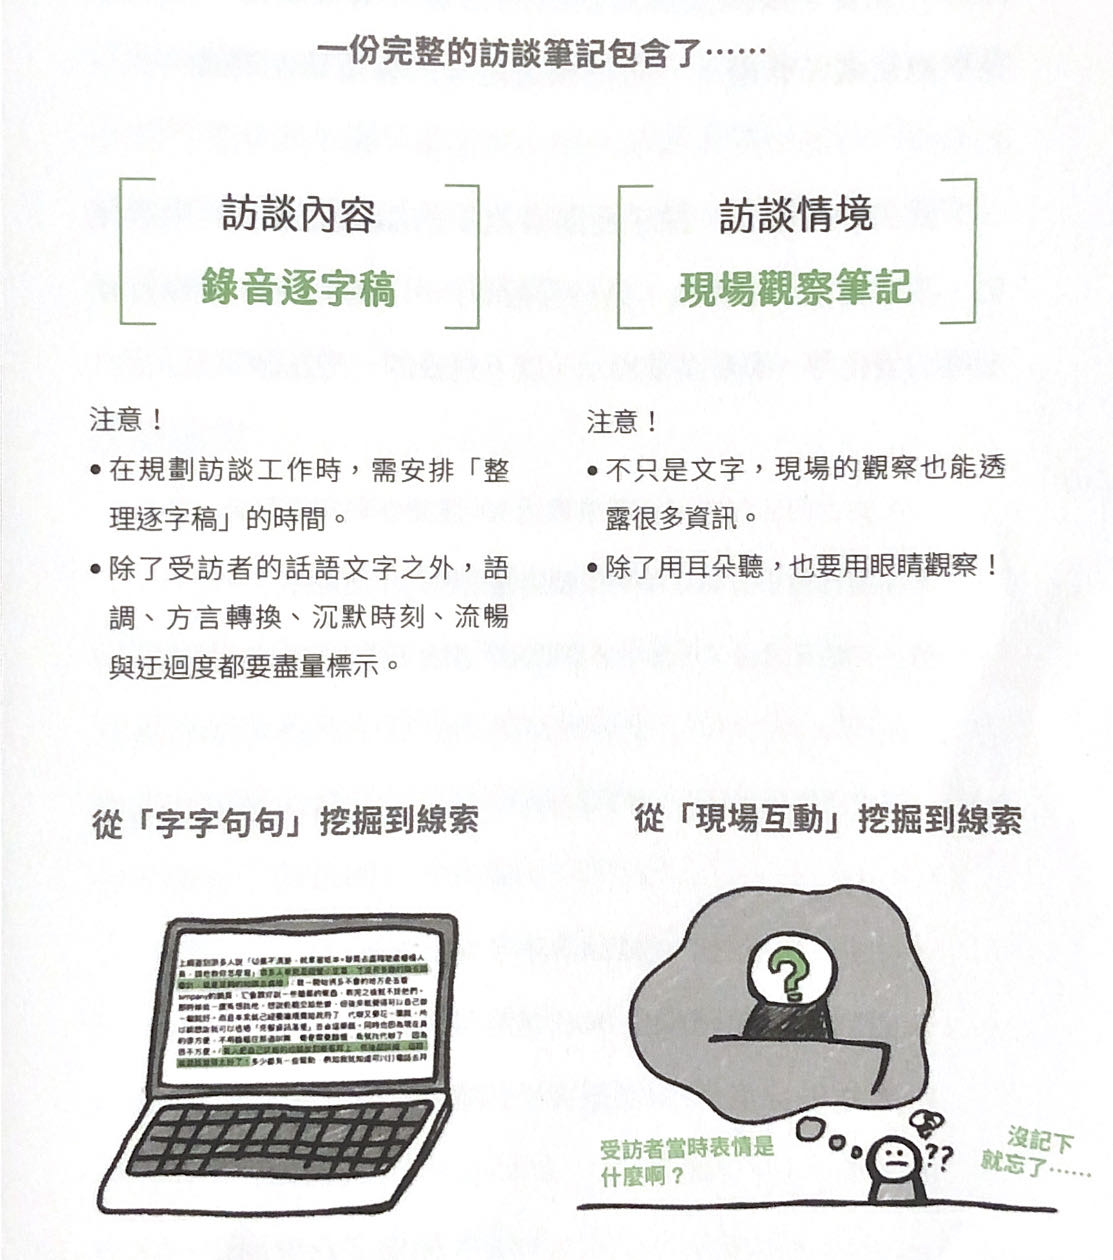 一份完整的訪談筆記包含了⋯⋯
訪談內容
錄音逐字稿
注意！
•在規劃訪談工作時，需安排「整
理逐字稿」的時間。
•除了受訪者的話語文字之外，語
調、方言轉換、沉默時刻、流暢
與迂迴度都要盡量標示。
從「字字句句」挖掘到線索
訪談情境
現場觀察筆記
注意！
•不只是文字，現場的觀察也能透
露很多資訊。
•除了用耳朵聽，也要用眼睛觀察！
從「現場互動」挖掘到線索
?
受訪者當時表情是
什麼啊？
??
沒記下
就忘了⋯⋯